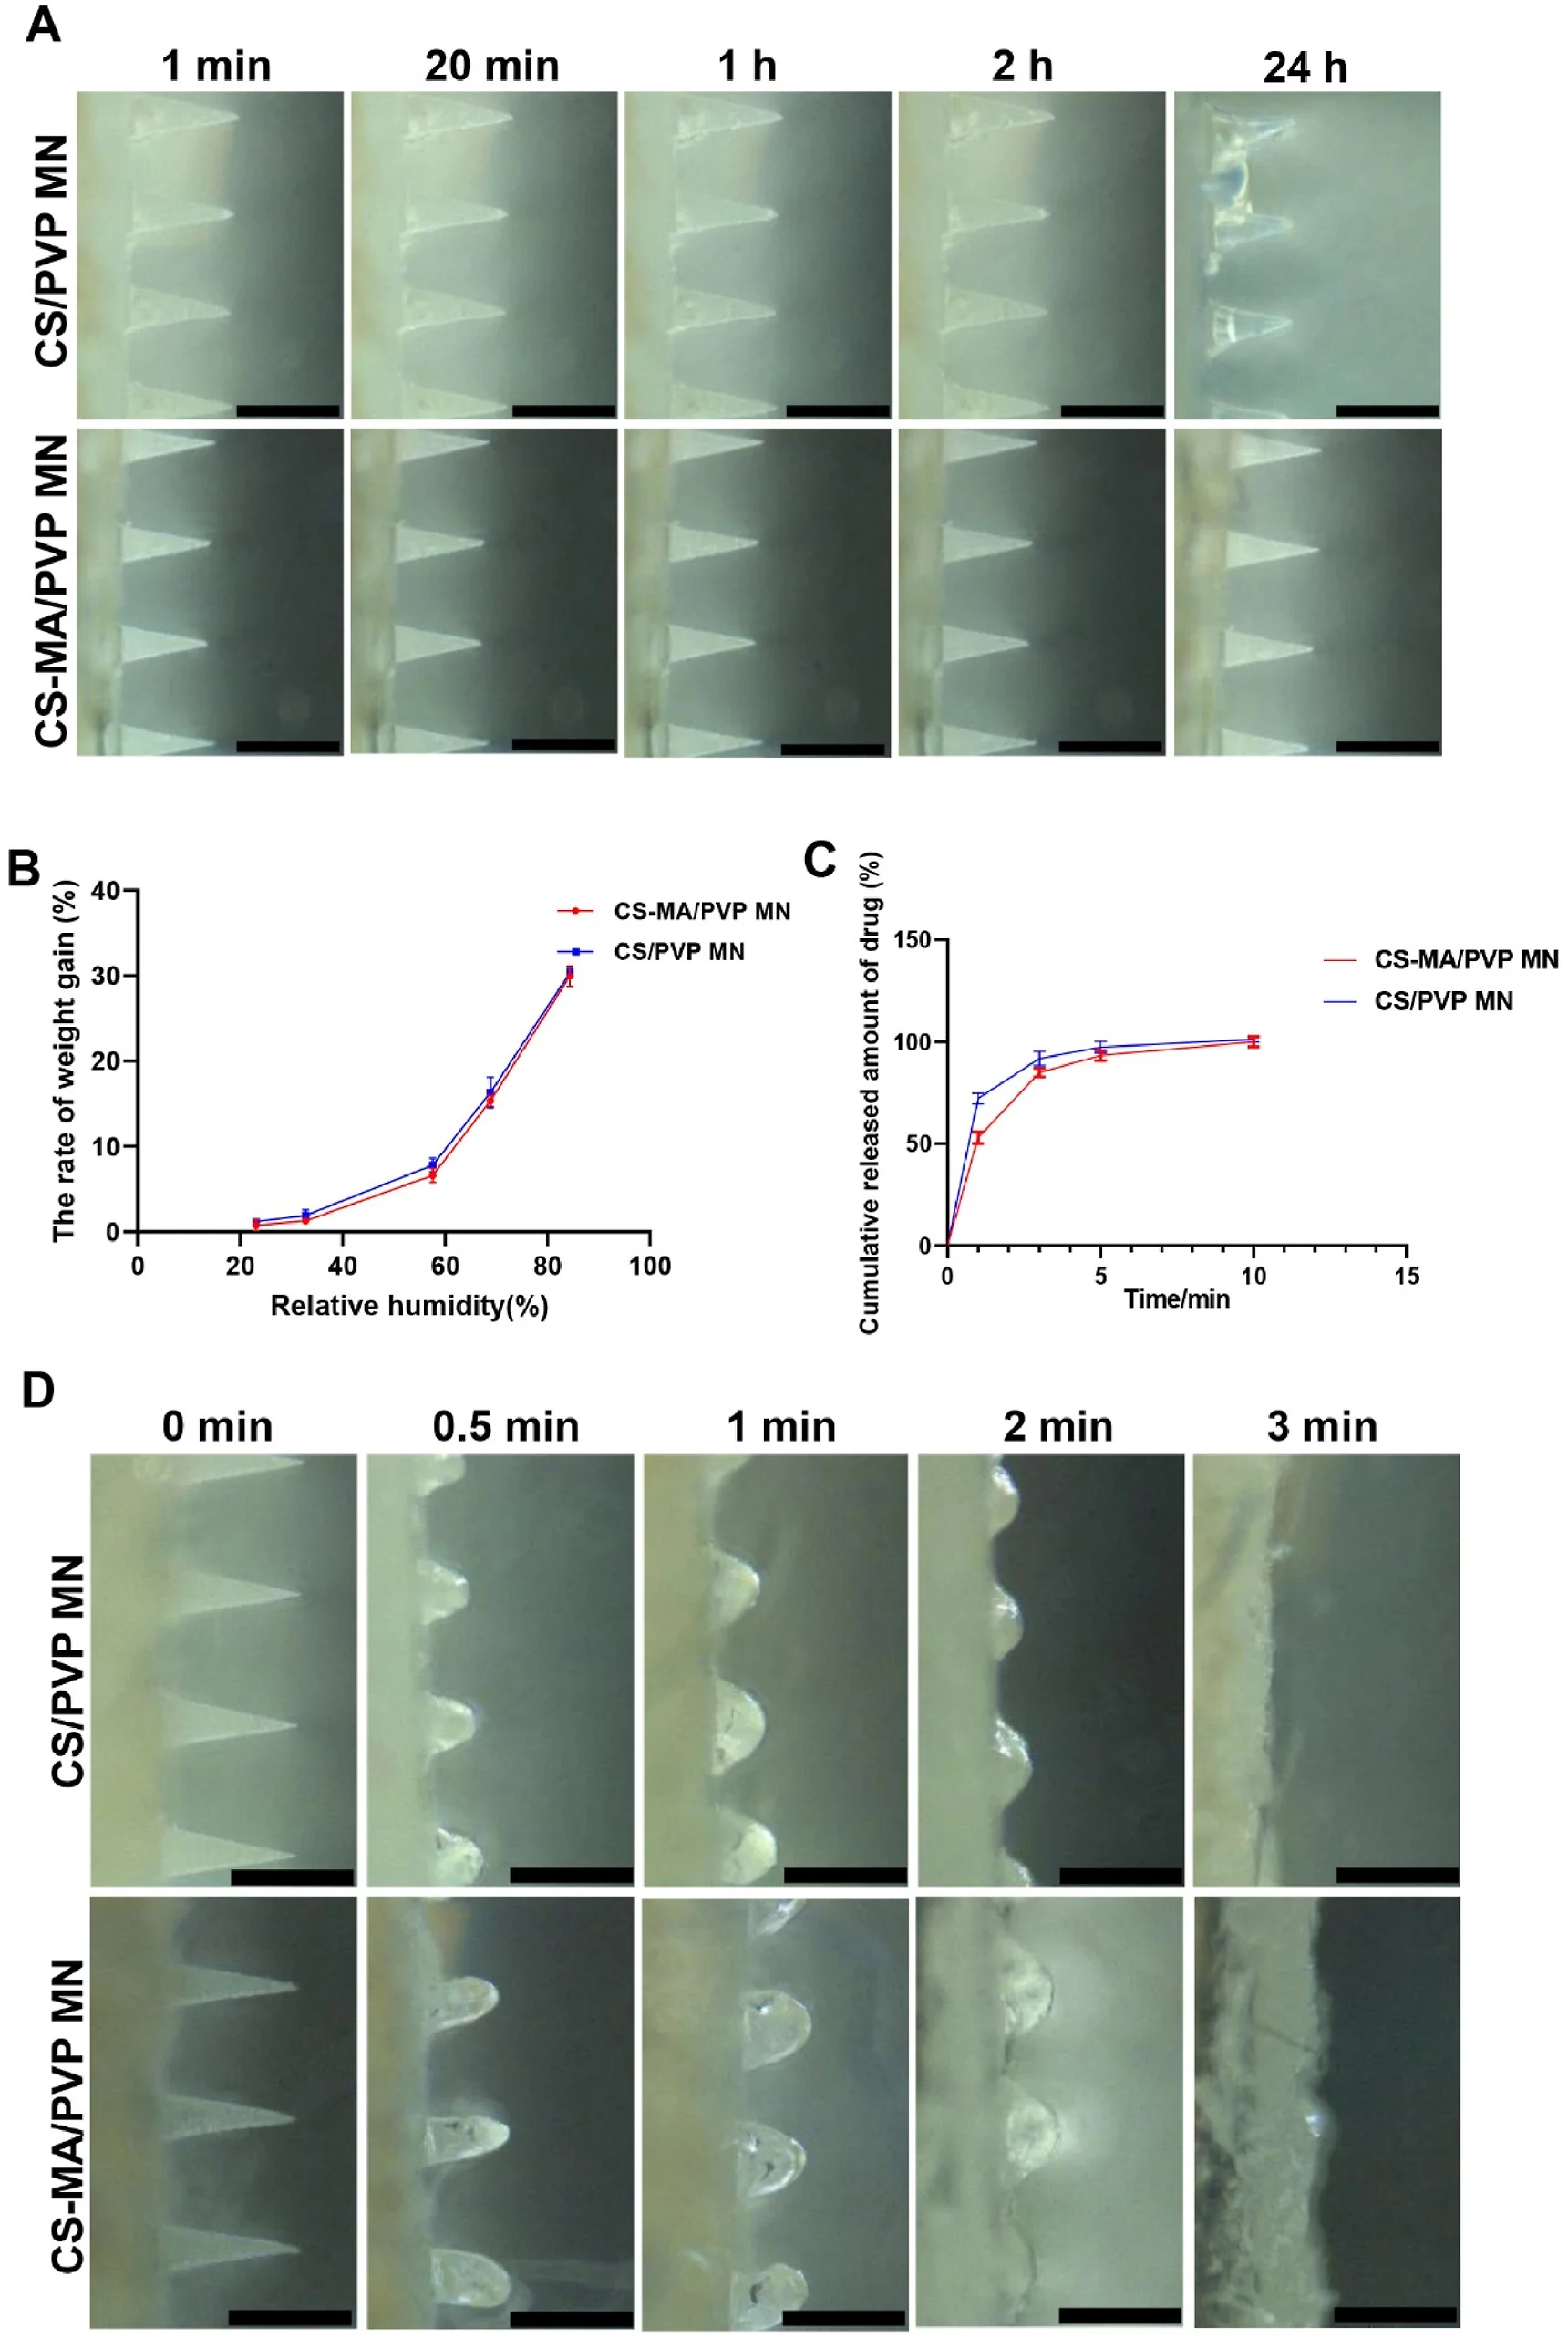 A
1 min 20 min 1 h 2 h 24 h
CS/PVP MN
CS-MA/PVP MN
B
The rate of weight gain (%)
40
30
20
10
0
0 20 40 60 80 100
Relative humidity(%)
CS-MA/PVP MN
CS/PVP MN
C
Cumulative released amount of drug (%)
150
100
50
0
0 5 10 15
Time/min
CS-MA/PVP MN
CS/PVP MN
D
0 min 0.5 min 1 min 2 min 3 min
CS/PVP MN
CS-MA/PVP MN